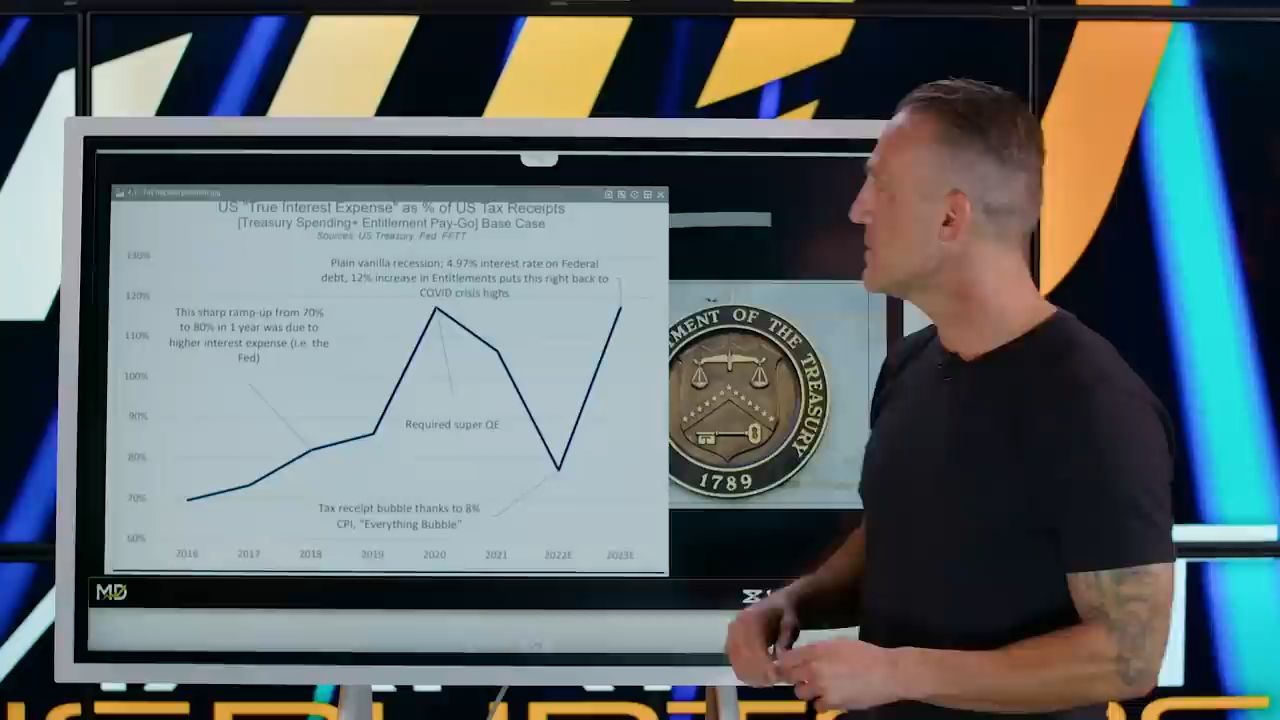 US "True Interest Expense" as % of US Tax Receipts
[Treasury Spending+ Entitlement Pay-Go] Base Case
Sources: US Treasury, Fed, FFTT
130%
Plain vanilla recession; 4.97% interest rate on Federal
debt, 12% increase in Entitlements puts this right back to
COVID crisis highs
120%
This sharp ramp-up from 70%
to 80% in 1 year was due to
higher interest expense (i.e. the
Fed)
110%
100%
90%
Required super QE
80%
70%
Tax receipt bubble thanks to 8%
CPI, "Everything Bubble"
60%
2016 2017 2018 2019 2020 2021 2022E 2023E
MENT OF THE TREASURY
1789
MD